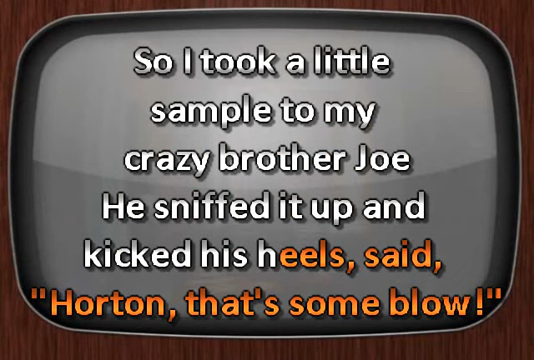 So I took a little
sample to my
crazy brother Joe
He sniffed it up and
kicked his heels, said,
"Horton, that's some blow!"